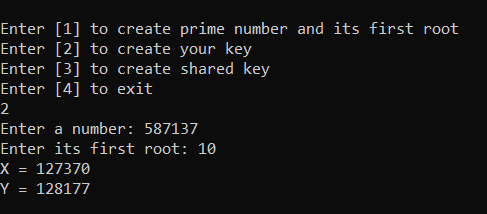 Enter [1] to create prime number and its first root
Enter [2] to create your key
Enter [3] to create shared key
Enter [4] to exit
2
Enter a number: 587137
Enter its first root: 10
X = 127370
Y = 128177